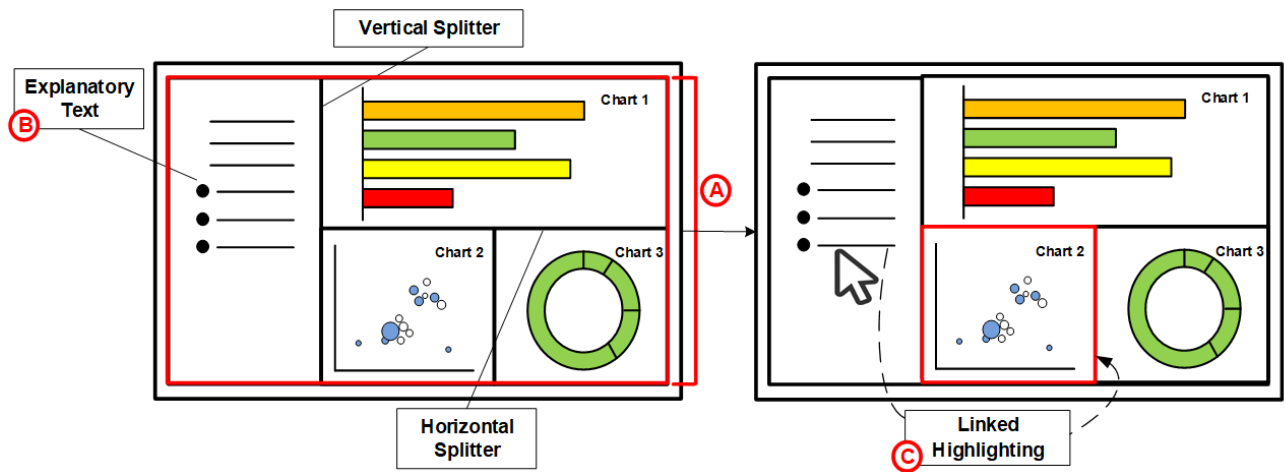 Vertical Splitter
Explanatory
Text
B
Chart 1
A
Chart 2
Chart 3
Horizontal
Splitter
Chart 1
Chart 2
Chart 3
Linked
Highlighting
C